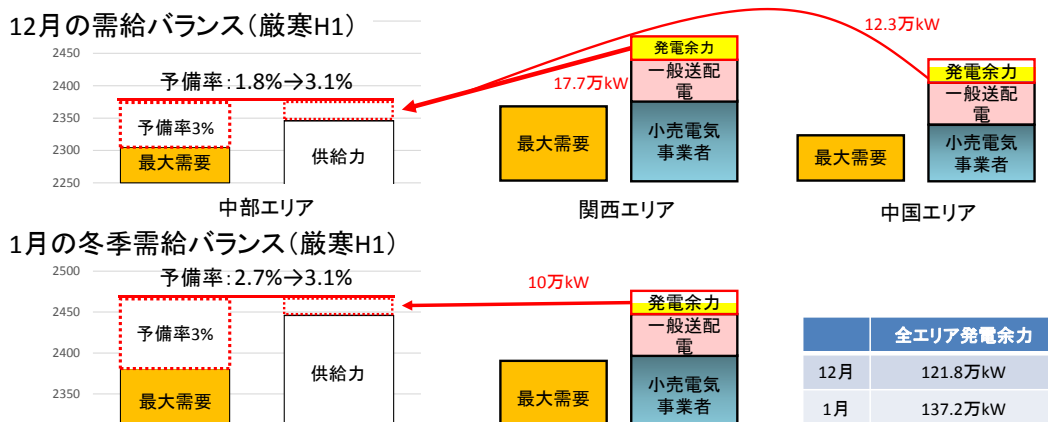 12月の需給バランス(厳寒H1)
12.3万kW
2450
2400
2350
2300
2250
予備率:1.8%→3.1%
予備率3%
最大需要
供給力
中部エリア
17.7万kW
最大需要
発電余力
一般送配
電
小売電気
事業者
関西エリア
最大需要
発電余力
一般送配
電
小売電気
事業者
中国エリア
1月の冬季需給バランス(厳寒H1)
2500
2450
2400
2350
予備率:2.7%→3.1%
予備率3%
最大需要
供給力
10万kW
最大需要
発電余力
一般送配
電
小売電気
事業者
全エリア発電余力
12月 121.8万kW
1月 137.2万kW